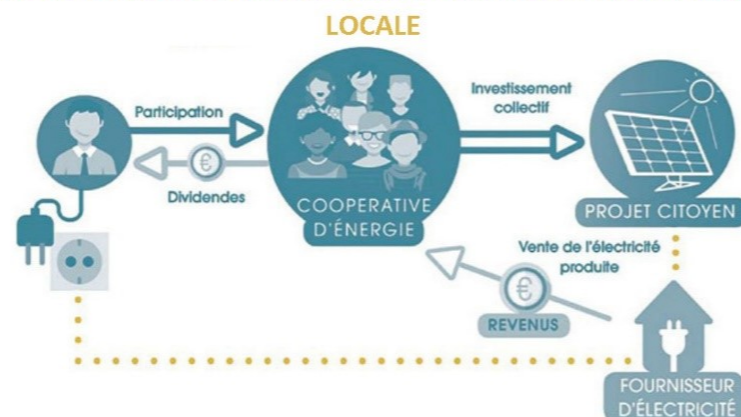 LOCALE
Participation
Dividendes
COOPERATIVE
D'ÉNERGIE
Investissement
collectif
PROJET CITOYEN
Vente de l'électricité
produite
€
€
REVENUS
FOURNISSEUR
D'ÉLECTRICITÉ